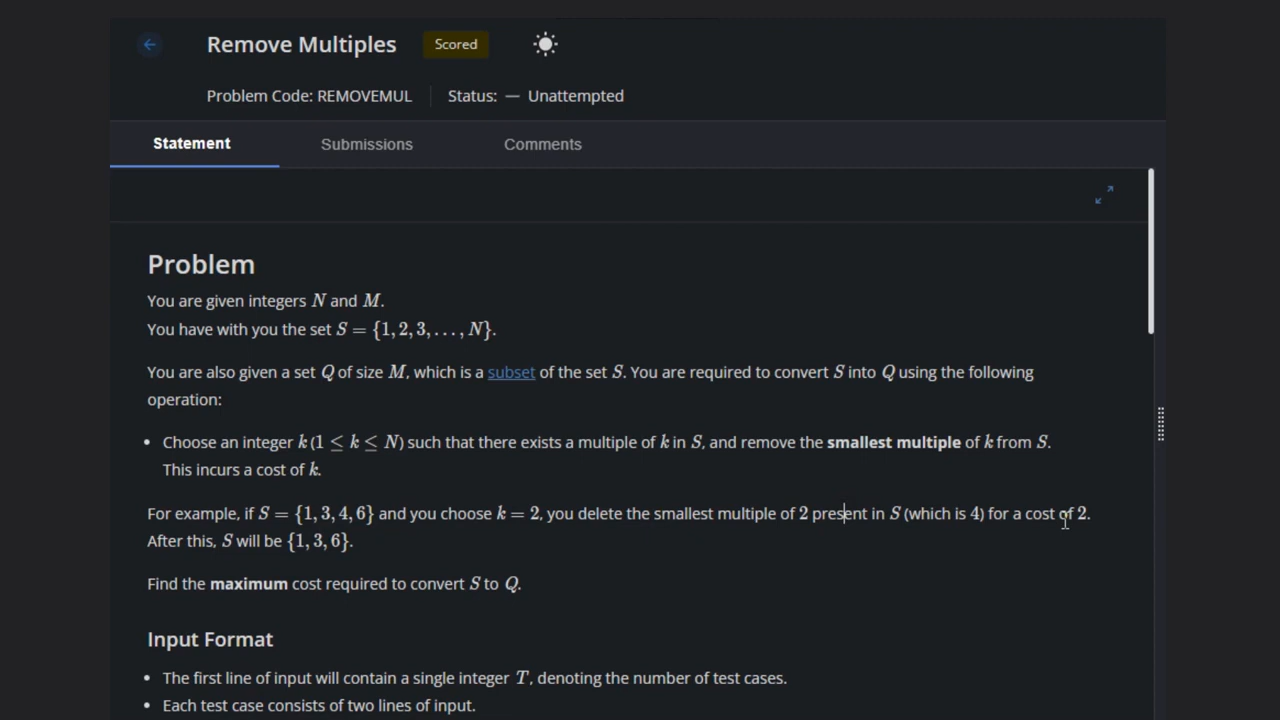 Remove Multiples Scored
Problem Code: REMOVEMUL Status: — Unattempted
Statement Submissions Comments
Problem
You are given integers N and M.
You have with you the set S = {1, 2, 3, . . . , N}.
You are also given a set Q of size M, which is a subset of the set S. You are required to convert S into Q using the following
operation:
• Choose an integer k (1 ≤ k ≤ N) such that there exists a multiple of k in S, and remove the smallest multiple of k from S.
This incurs a cost of k.
For example, if S = {1, 3, 4, 6} and you choose k = 2, you delete the smallest multiple of 2 present in S (which is 4) for a cost of 2.
After this, S will be {1, 3, 6}.
Find the maximum cost required to convert S to Q.
Input Format
• The first line of input will contain a single integer T, denoting the number of test cases.
• Each test case consists of two lines of input.